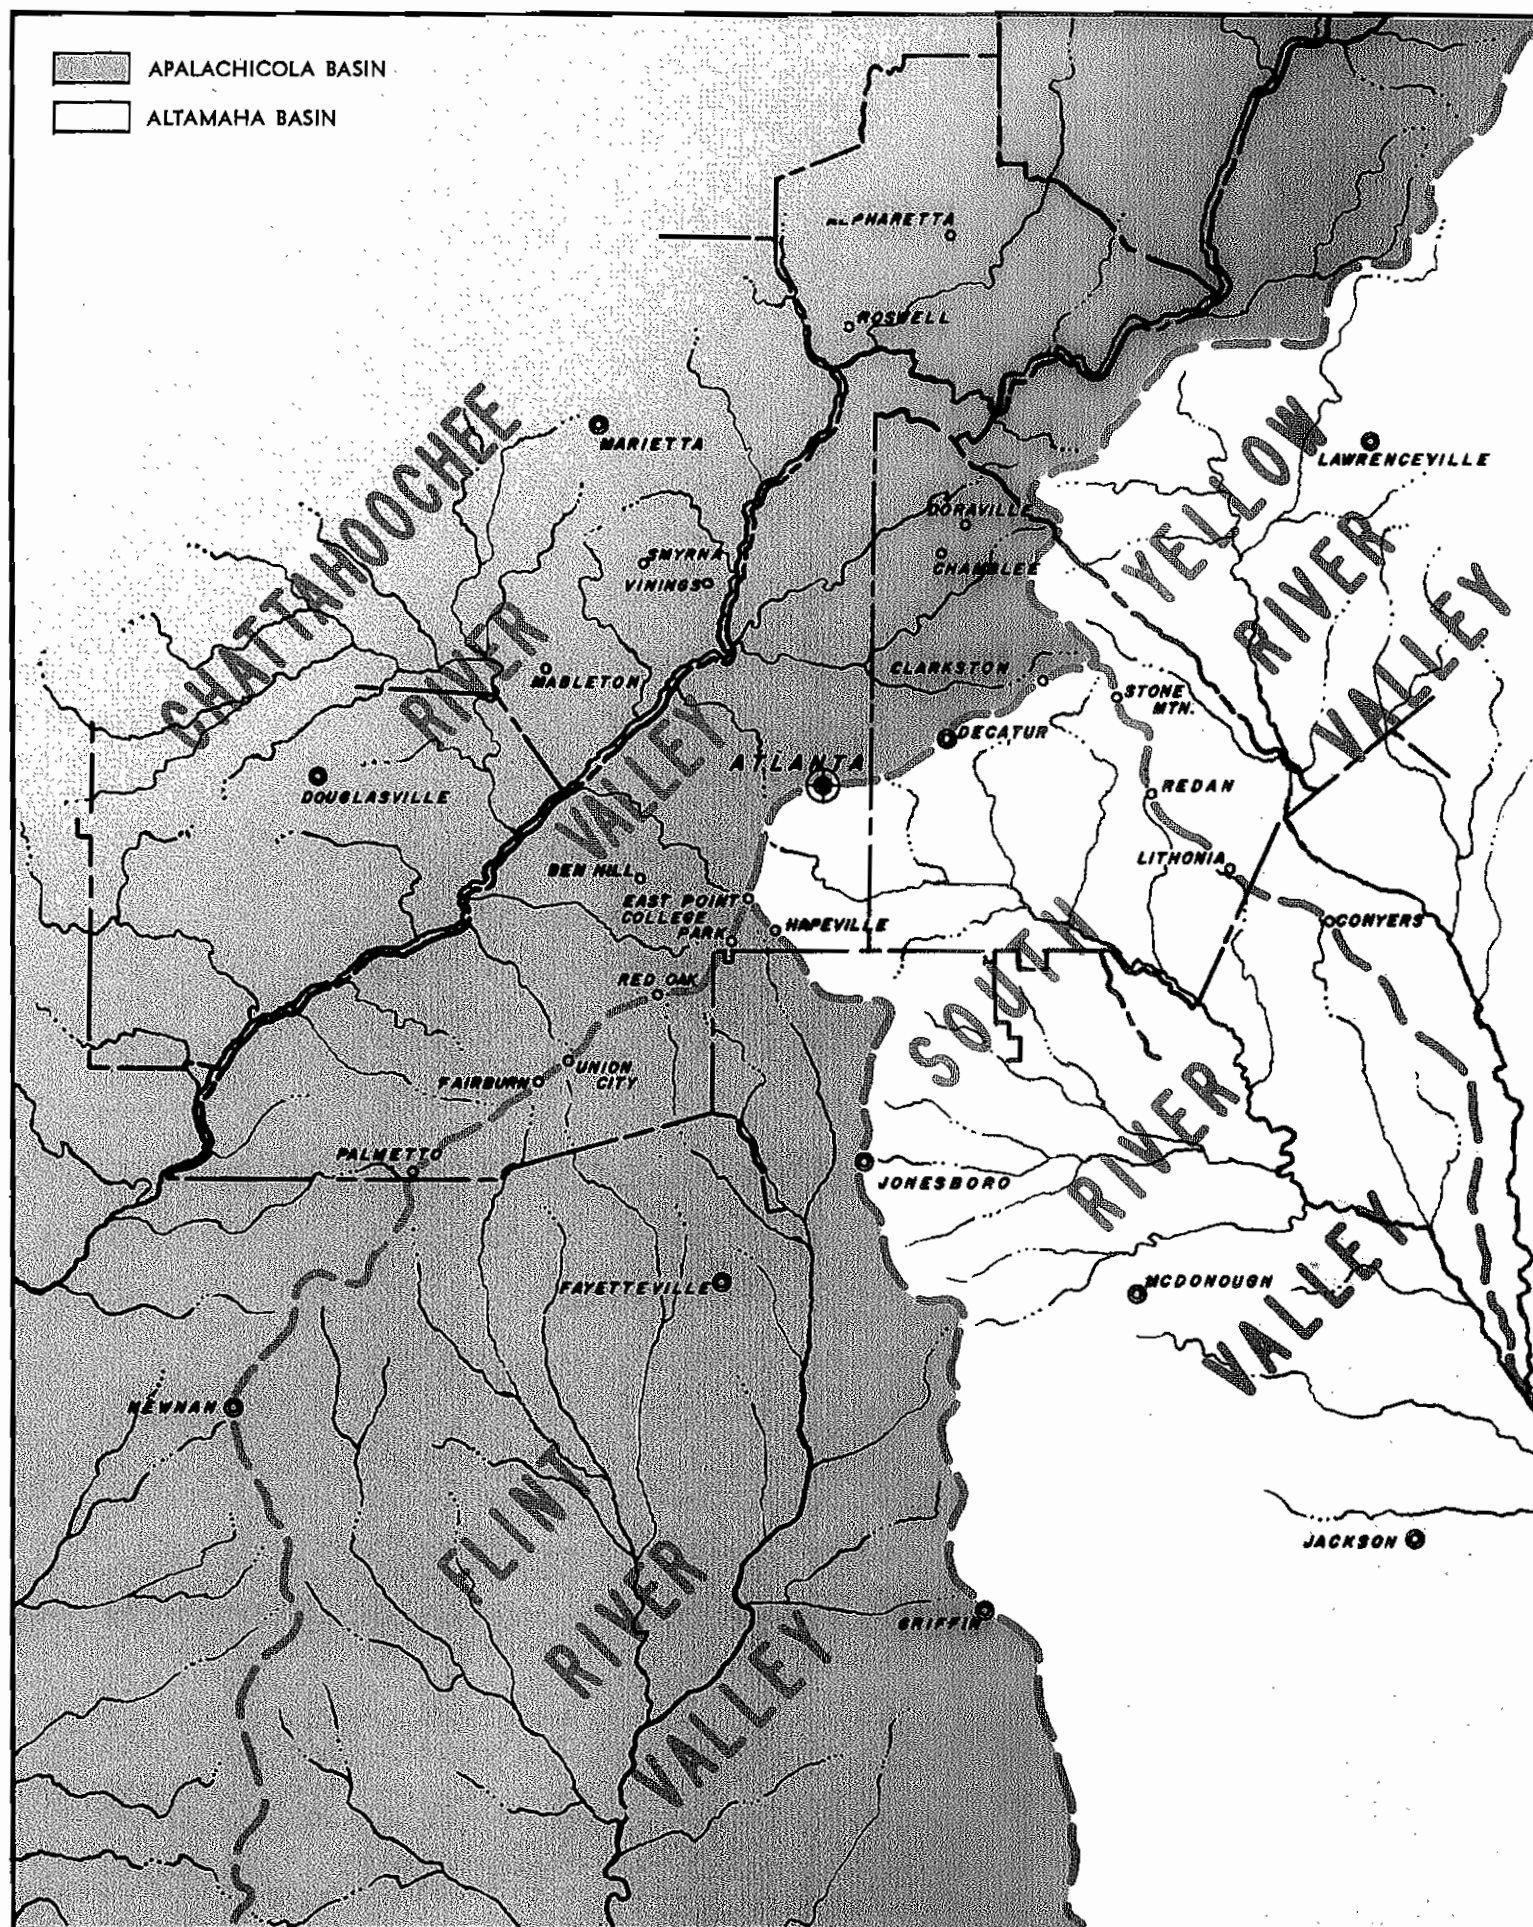 APALACHICOLA BASIN
ALTAMAHA BASIN
ALPHARETTA
ROSWELL
MARIETTA
LAWRENCEVILLE
CHATTAHOOCHEE
RIVER
VALLEY
YELLOW
RIVER
VALLEY
DORAVILLE
CHAMBLEE
SMYRNA
VININGS
MABLETON
CLARKSTON
STONE
MTN.
DECATUR
ATLANTA
DOUGLASVILLE
REDAN
LITHONIA
BEN HILL
EAST POINT
COLLEGE
PARK
HAPEVILLE
CONYERS
RED OAK
SOUTH
RIVER
VALLEY
UNION
CITY
FAIRBURN
PALMETTO
JONESBORO
FAYETTEVILLE
MCDONOUGH
NEWNAN
FLINT
RIVER
VALLEY
JACKSON
GRIFFIN